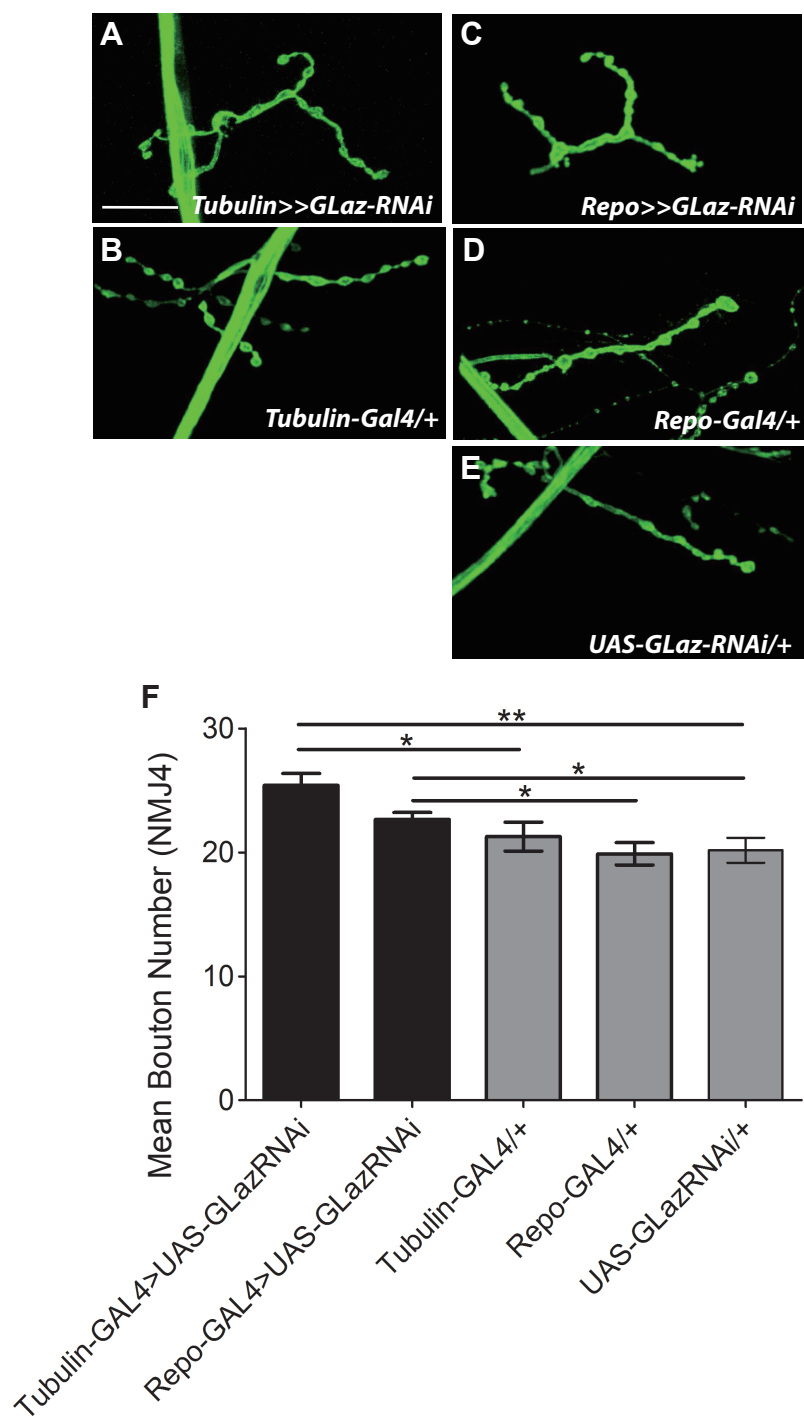 A
Tubulin>>GLaz-RNAi
C
Repo>>GLaz-RNAi
B
Tubulin-Gal4/+
D
Repo-Gal4/+
E
UAS-GLaz-RNAi/+
F
Mean Bouton Number (NMJ4)
30
20
10
0
**
*
*
*
Tubulin-GAL4>UAS-GLazRNAi
Repo-GAL4>UAS-GLazRNAi
Tubulin-GAL4/+
Repo-GAL4/+
UAS-GLazRNAi/+